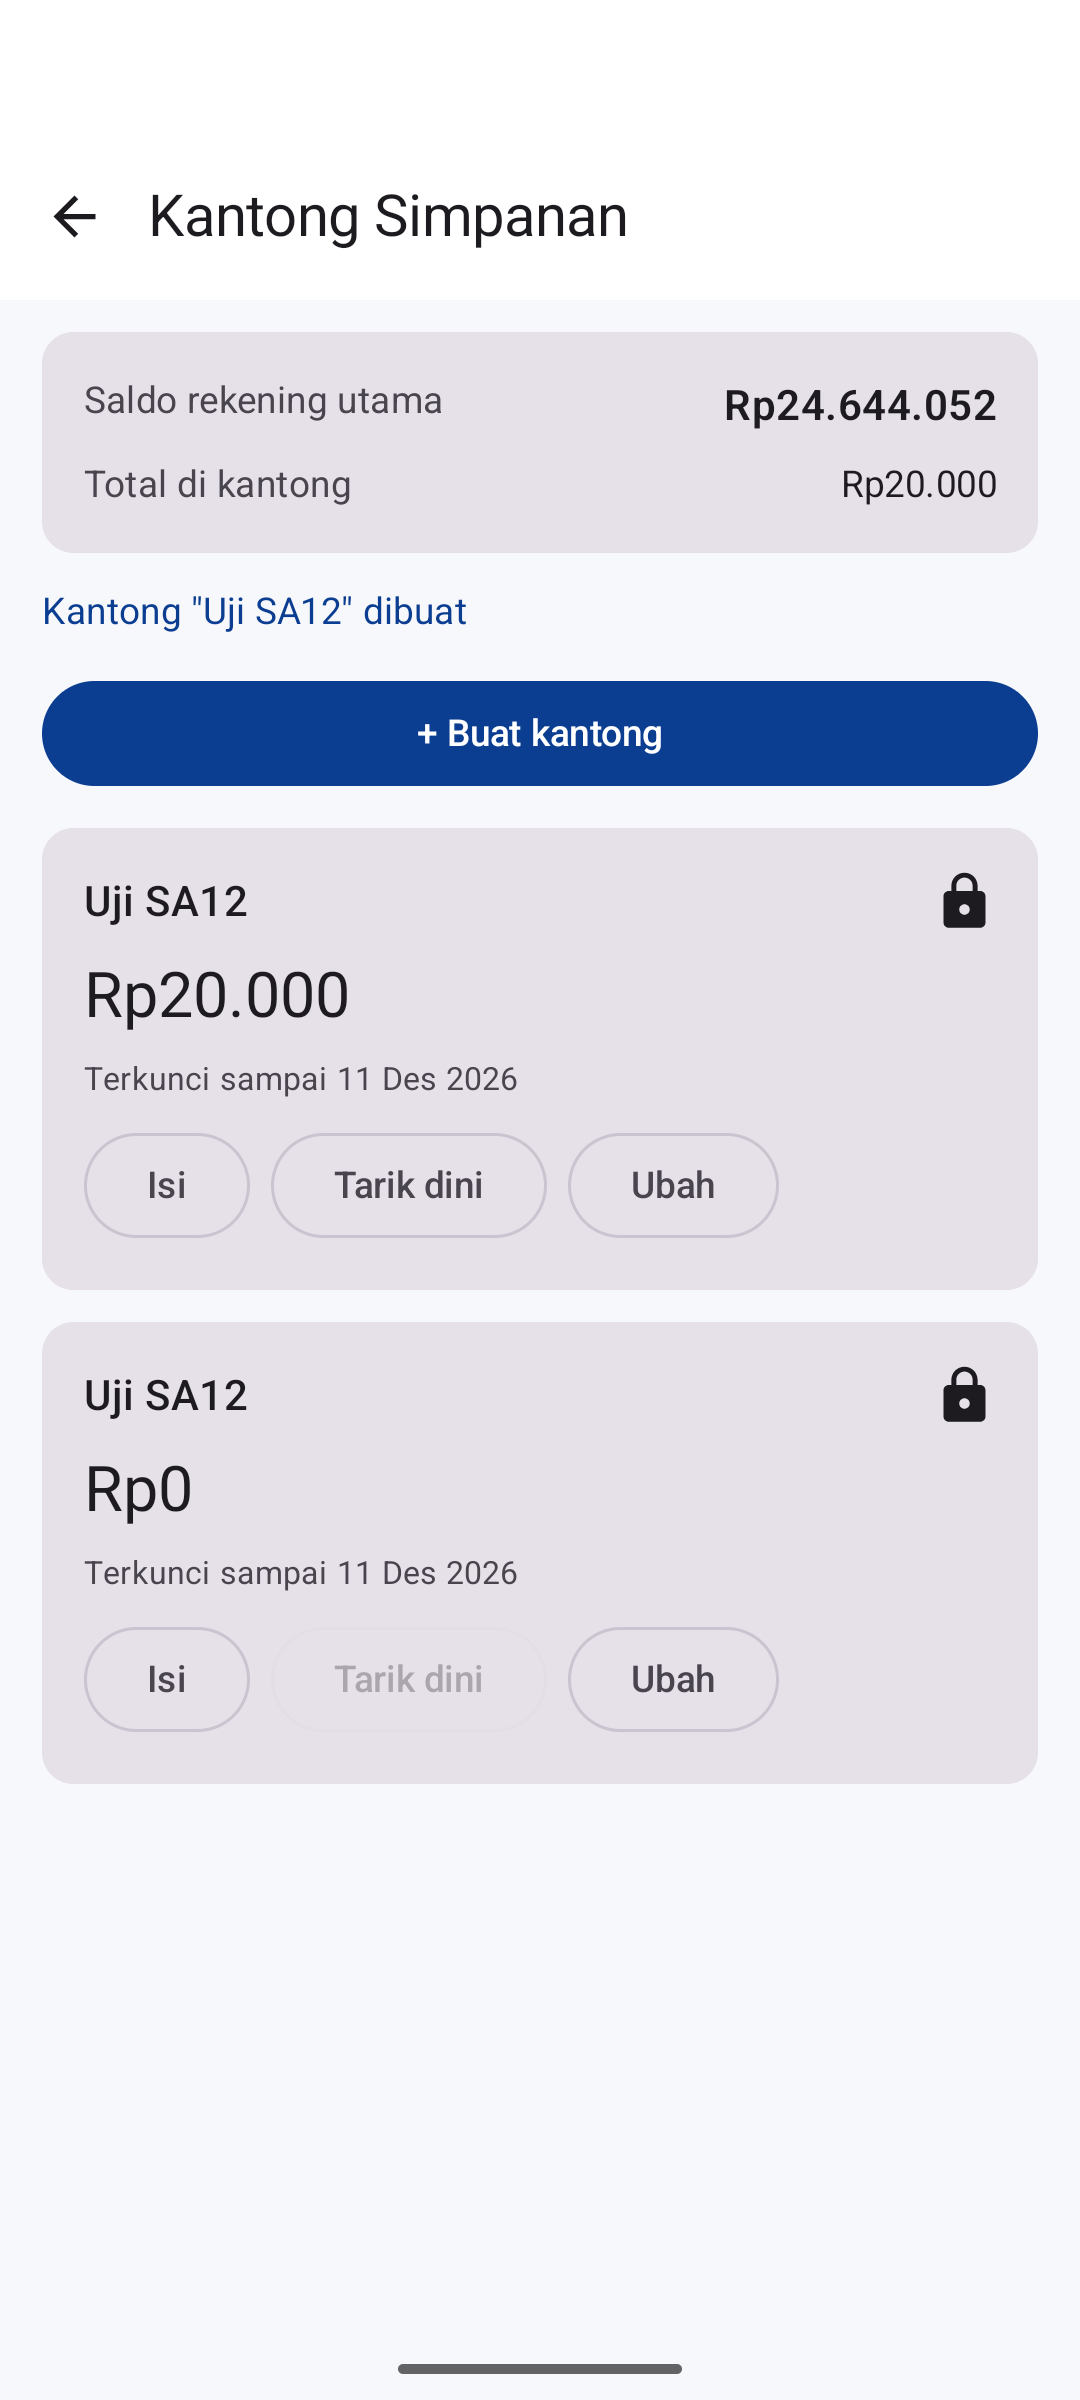 Kantong Simpanan
Saldo rekening utama Rp24.644.052
Total di kantong Rp20.000
Kantong "Uji SA12" dibuat
+ Buat kantong
Uji SA12
Rp20.000
Terkunci sampai 11 Des 2026
Isi Tarik dini Ubah
Uji SA12
Rp0
Terkunci sampai 11 Des 2026
Isi Tarik dini Ubah